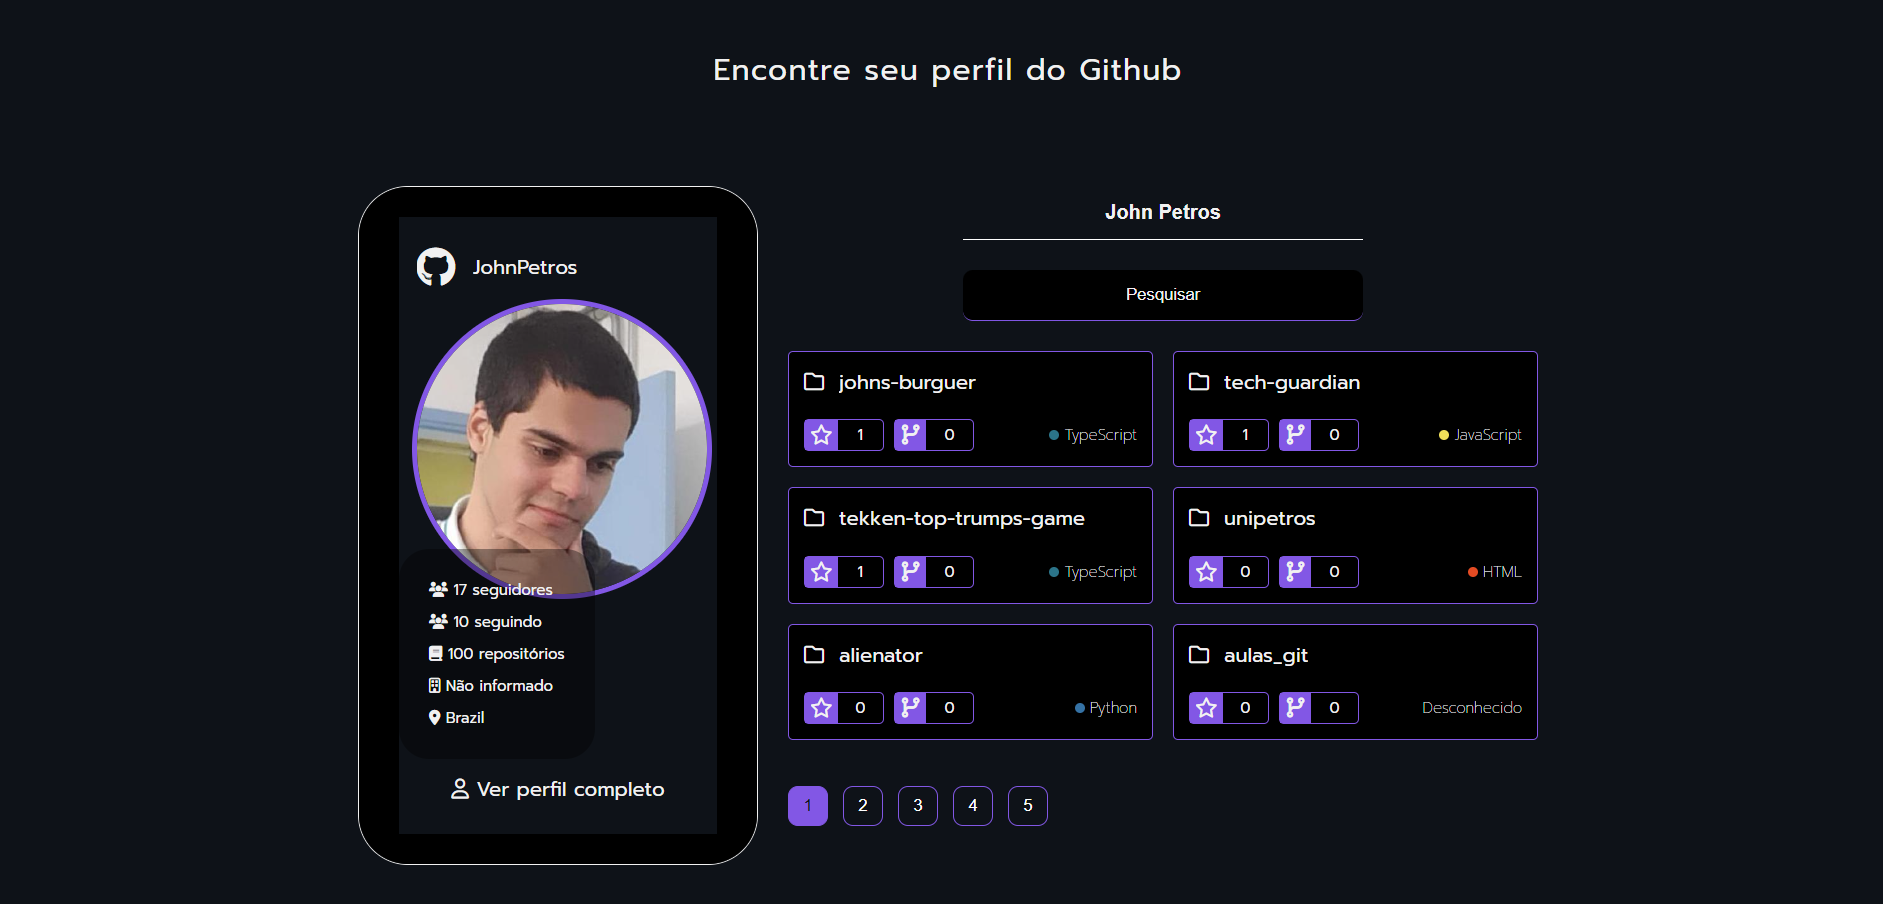 Encontre seu perfil do Github
JohnPetros
17 seguidores
10 seguindo
100 repositórios
Não informado
Brazil
Ver perfil completo
John Petros
Pesquisar
johns-burguer
1 0 TypeScript
tech-guardian
1 0 JavaScript
tekken-top-trumps-game
1 0 TypeScript
unipetros
0 0 HTML
alienator
0 0 Python
aulas_git
0 0 Desconhecido
1 2 3 4 5